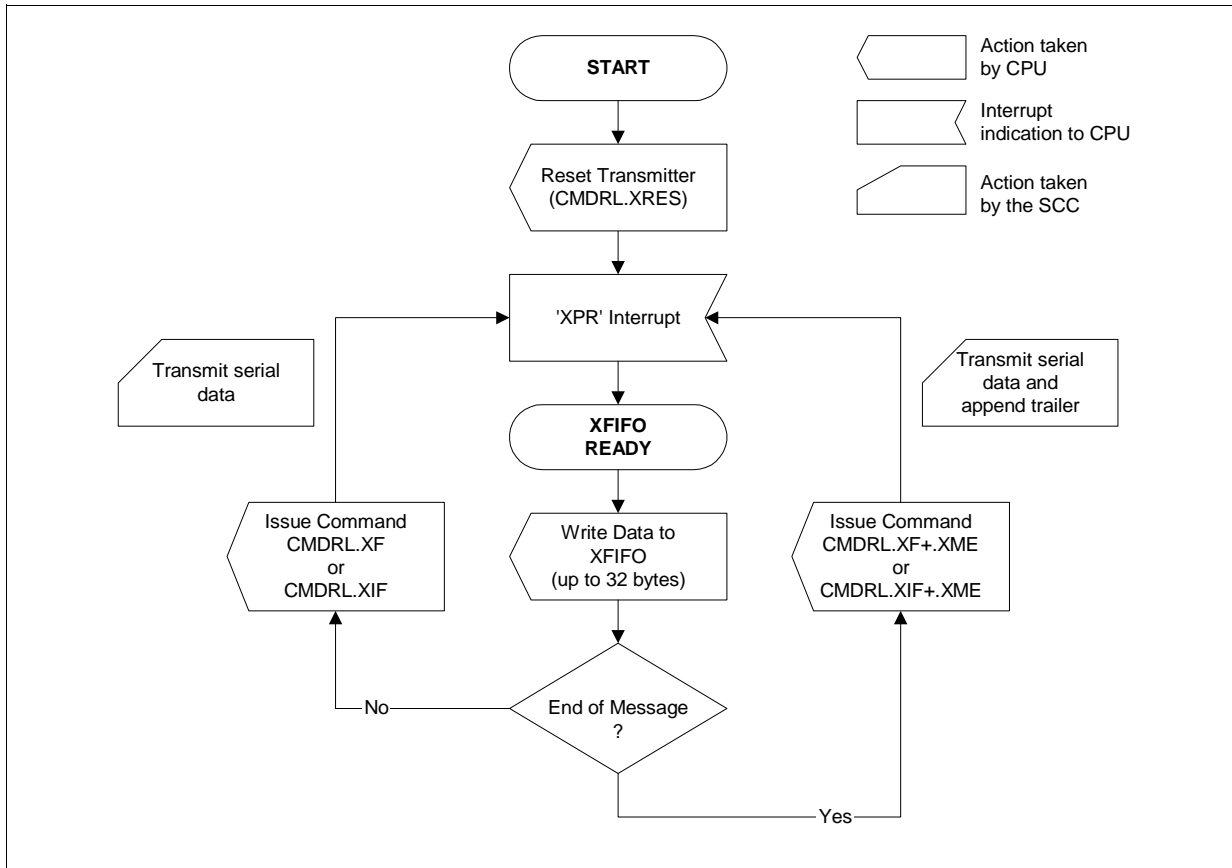 START
Action taken
by CPU
Interrupt
indication to CPU
Action taken
by the SCC
Reset Transmitter
(CMDRL.XRES)
'XPR' Interrupt
Transmit serial
data
Transmit serial
data and
append trailer
XFIFO
READY
Issue Command
CMDRL.XF
or
CMDRL.XIF
Write Data to
XFIFO
(up to 32 bytes)
Issue Command
CMDRL.XF+.XME
or
CMDRL.XIF+.XME
No
End of Message
?
Yes